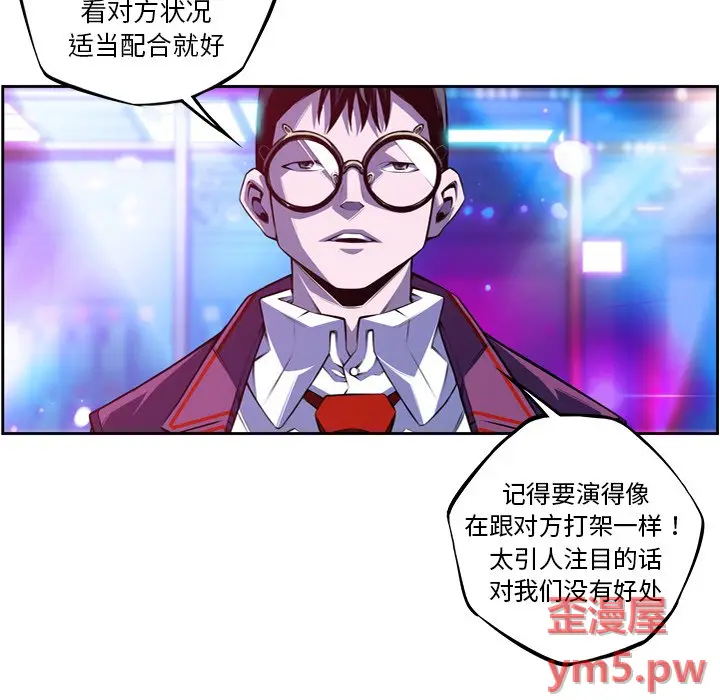 看对方状况
适当配合就好
记得要演得像
在跟对方打架一样！
太引人注目的话
对我们没有好处
歪漫屋
ym5.pw